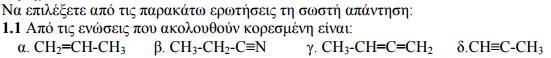 Να επιλέξετε από τις παρακάτω ερωτήσεις τη σωστή απάντηση:
1.1 Από τις ενώσεις που ακολουθούν κορεσμένη είναι:
α. CH₂=CH-CH₃ β. CH₃-CH₂-C≡N γ. CH₃-CH=C=CH₂ δ.CH≡C-CH₃